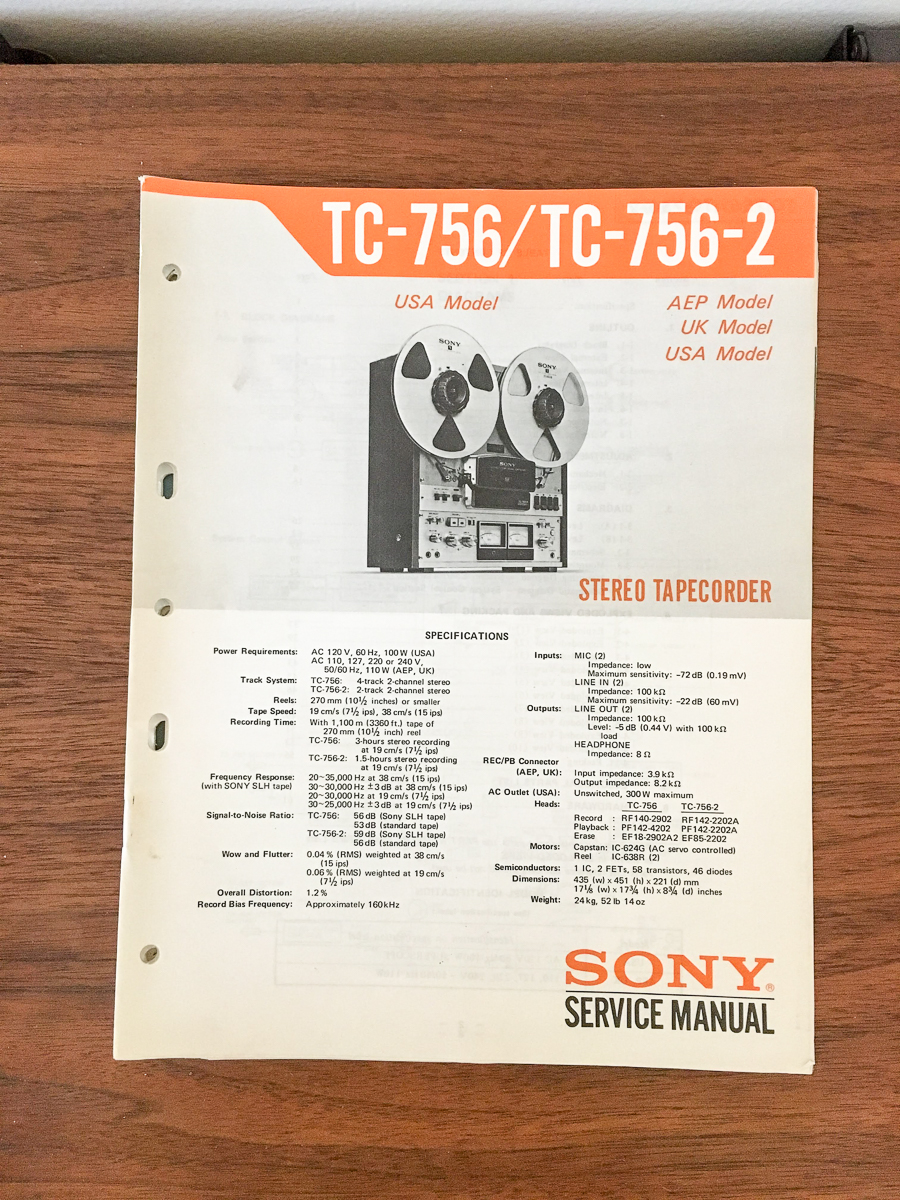 TC-756/TC-756-2
USA Model
AEP Model
UK Model
USA Model
SONY
SONY
SONY
STEREO TAPECORDER
SPECIFICATIONS
Power Requirements: AC 120 V, 60 Hz, 100 W (USA)
AC 110, 127, 220 or 240 V,
50/60 Hz, 110 W (AEP, UK)
Track System: TC-756: 4-track 2-channel stereo
TC-756-2: 2-track 2-channel stereo
Reels: 270 mm (10½ inches) or smaller
Tape Speed: 19 cm/s (7½ ips), 38 cm/s (15 ips)
Recording Time: With 1,100 m (3360 ft.) tape of
270 mm (10½ inch) reel
TC-756: 3-hours stereo recording
at 19 cm/s (7½ ips)
TC-756-2: 1.5-hours stereo recording
at 19 cm/s (7½ ips)
Frequency Response: 20~35,000 Hz at 38 cm/s (15 ips)
(with SONY SLH tape) 30~30,000 Hz ±3 dB at 38 cm/s (15 ips)
20~30,000 Hz at 19 cm/s (7½ ips)
30~25,000 Hz ±3 dB at 19 cm/s (7½ ips)
Signal-to-Noise Ratio: TC-756: 56 dB (Sony SLH tape)
53 dB (standard tape)
TC-756-2: 59 dB (Sony SLH tape)
56 dB (standard tape)
Wow and Flutter: 0.04 % (RMS) weighted at 38 cm/s
(15 ips)
0.06 % (RMS) weighted at 19 cm/s
(7½ ips)
Overall Distortion: 1.2 %
Record Bias Frequency: Approximately 160 kHz
Inputs: MIC (2)
Impedance: low
Maximum sensitivity: −72 dB (0.19 mV)
LINE IN (2)
Impedance: 100 kΩ
Maximum sensitivity: −22 dB (60 mV)
Outputs: LINE OUT (2)
Impedance: 100 kΩ
Level: −5 dB (0.44 V) with 100 kΩ
load
HEADPHONE
Impedance: 8 Ω
REC/PB Connector
(AEP, UK): Input impedance: 3.9 kΩ
Output impedance: 8.2 kΩ
AC Outlet (USA): Unswitched, 300 W maximum
Heads: TC-756 TC-756-2
Record : RF140-2902 RF142-2202A
Playback : PF142-4202 PF142-2202A
Erase : EF18-2902A2 EF85-2202
Motors: Capstan: IC-624G (AC servo controlled)
Reel IC-638R (2)
Semiconductors: 1 IC, 2 FETs, 58 transistors, 46 diodes
Dimensions: 435 (w) x 451 (h) x 221 (d) mm
17⅛ (w) x 17¾ (h) x 8¾ (d) inches
Weight: 24 kg, 52 lb 14 oz
SONY®
SERVICE MANUAL